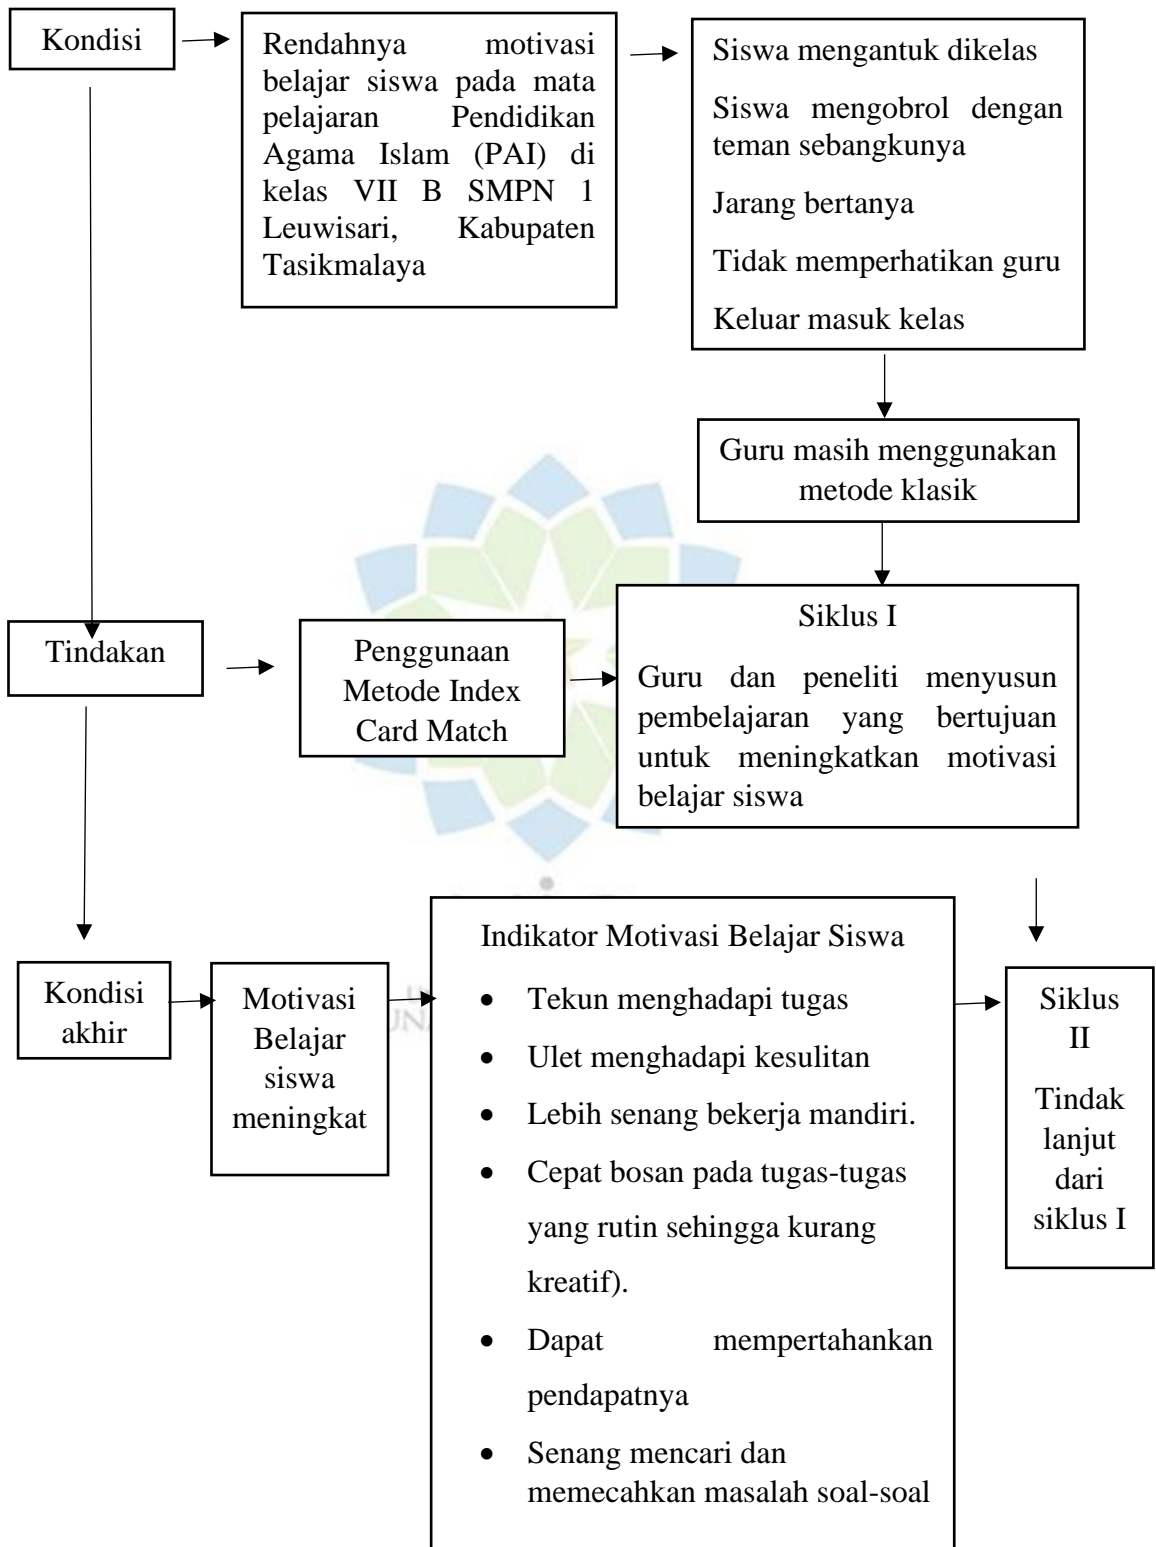 Kondisi
Rendahnya motivasi
belajar siswa pada mata
pelajaran Pendidikan
Agama Islam (PAI) di
kelas VII B SMPN 1
Leuwisari, Kabupaten
Tasikmalaya
Siswa mengantuk dikelas
Siswa mengobrol dengan
teman sebangkunya
Jarang bertanya
Tidak memperhatikan guru
Keluar masuk kelas
Guru masih menggunakan
metode klasik
Tindakan
Penggunaan
Metode Index
Card Match
Siklus I
Guru dan peneliti menyusun
pembelajaran yang bertujuan
untuk meningkatkan motivasi
belajar siswa
Kondisi
akhir
Motivasi
Belajar
siswa
meningkat
Indikator Motivasi Belajar Siswa
• Tekun menghadapi tugas
• Ulet menghadapi kesulitan
• Lebih senang bekerja mandiri.
• Cepat bosan pada tugas-tugas
yang rutin sehingga kurang
kreatif).
• Dapat mempertahankan
pendapatnya
• Senang mencari dan
memecahkan masalah soal-soal
Siklus
II
Tindak
lanjut
dari
siklus I